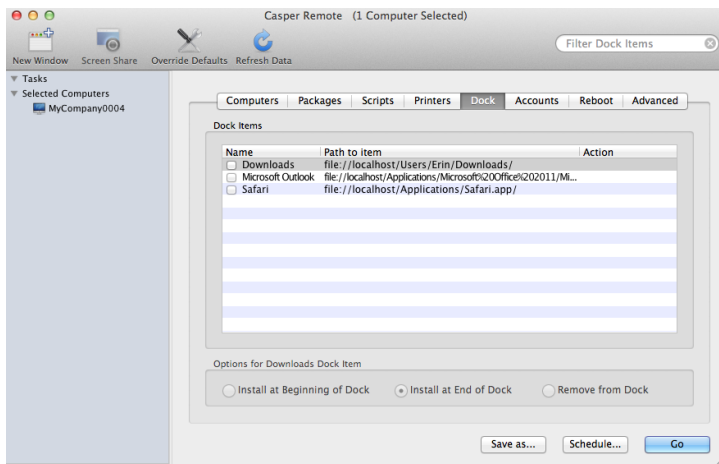 Casper Remote (1 Computer Selected)
New Window Screen Share Override Defaults Refresh Data
Filter Dock Items
Tasks
Selected Computers
MyCompany0004
Computers Packages Scripts Printers Dock Accounts Reboot Advanced
Dock Items
Name Path to item Action
Downloads file://localhost/Users/Erin/Downloads/
Microsoft Outlook file://localhost/Applications/Microsoft%20Office%202011/Mi...
Safari file://localhost/Applications/Safari.app/
Options for Downloads Dock Item
Install at Beginning of Dock Install at End of Dock Remove from Dock
Save as... Schedule... Go